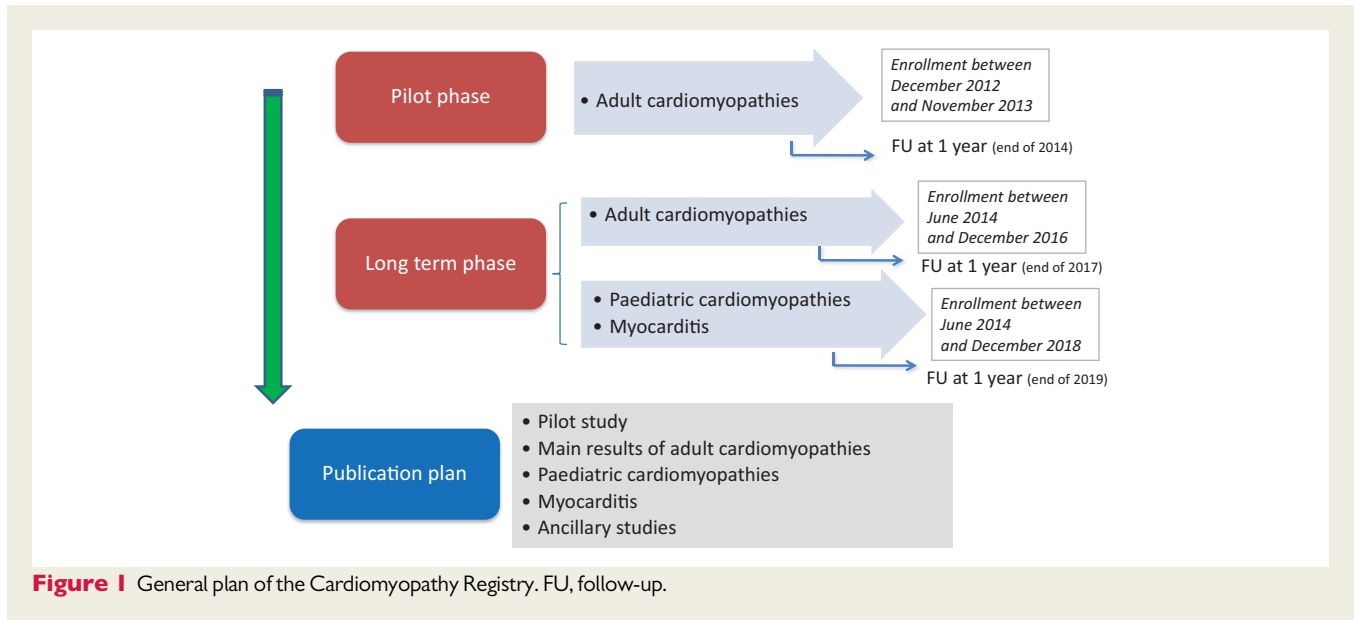 Pilot phase
• Adult cardiomyopathies
Enrollment between
December 2012
and November 2013
FU at 1 year (end of 2014)
Long term phase
• Adult cardiomyopathies
Enrollment between
June 2014
and December 2016
FU at 1 year (end of 2017)
• Paediatric cardiomyopathies
• Myocarditis
Enrollment between
June 2014
and December 2018
FU at 1 year (end of 2019)
Publication plan
• Pilot study
• Main results of adult cardiomyopathies
• Paediatric cardiomyopathies
• Myocarditis
• Ancillary studies
Figure 1 General plan of the Cardiomyopathy Registry. FU, follow-up.